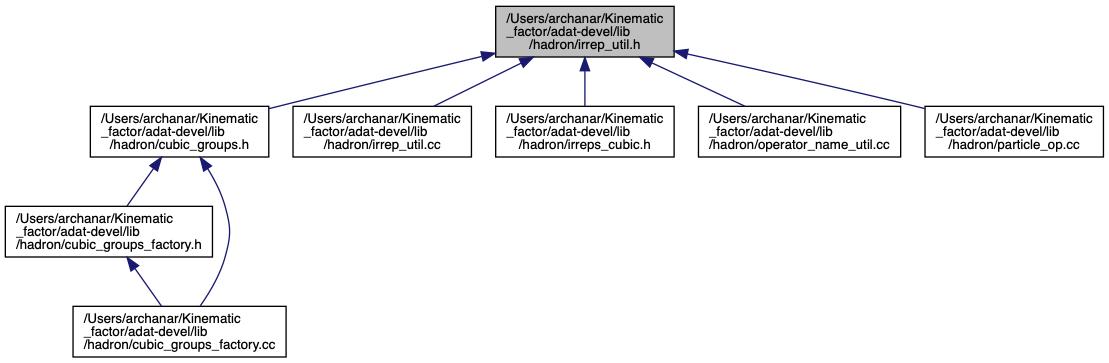 /Users/archanar/Kinematic
_factor/adat-devel/lib
/hadron/irrep_util.h
/Users/archanar/Kinematic
_factor/adat-devel/lib
/hadron/cubic_groups.h
/Users/archanar/Kinematic
_factor/adat-devel/lib
/hadron/irrep_util.cc
/Users/archanar/Kinematic
_factor/adat-devel/lib
/hadron/irreps_cubic.h
/Users/archanar/Kinematic
_factor/adat-devel/lib
/hadron/operator_name_util.cc
/Users/archanar/Kinematic
_factor/adat-devel/lib
/hadron/particle_op.cc
/Users/archanar/Kinematic
_factor/adat-devel/lib
/hadron/cubic_groups_factory.h
/Users/archanar/Kinematic
_factor/adat-devel/lib
/hadron/cubic_groups_factory.cc